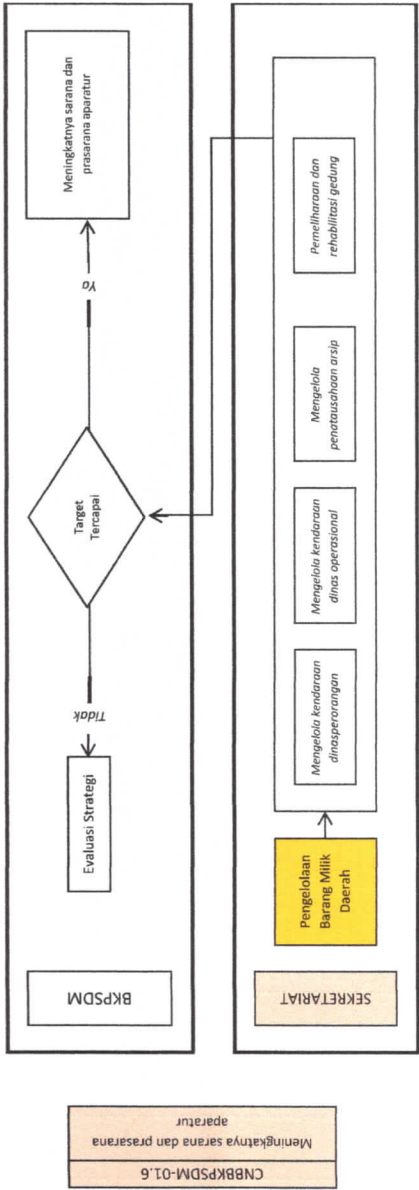 CNBBKPSDM-01.6
Meningkatnya sarana dan prasarana
aparatur
BKPSDM
Evaluasi Strategi
Tidak
Target
Tercapai
Ya
Meningkatnya sarana dan
prasarana aparatur
SEKRETARIAT
Pengelolaan
Barang Milik
Daerah
Mengelola kendaraan
dinasperorangan
Mengelola kendaraan
dinas operasional
Mengelola
penatausahaan arsip
Pemeliharaan dan
rehabilitasi gedung